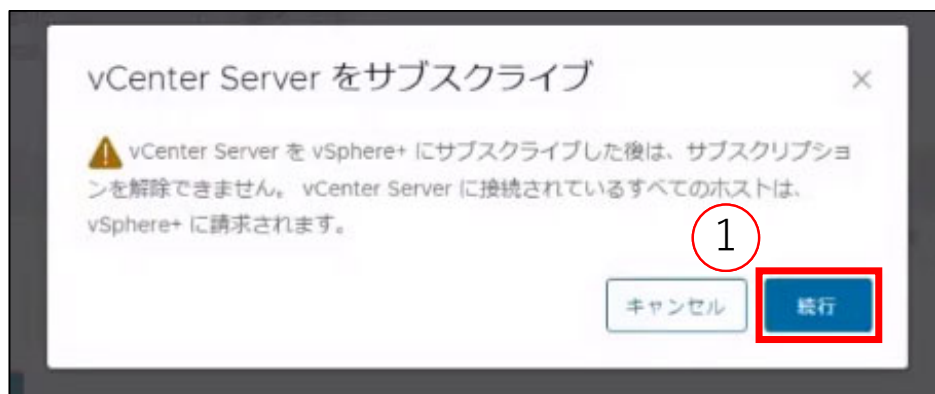 vCenter Server をサブスクライブ
vCenter Server を vSphere+ にサブスクライブした後は、サブスクリプショ
ンを解除できません。 vCenter Server に接続されているすべてのホストは、
vSphere+ に請求されます。
1
キャンセル 続行